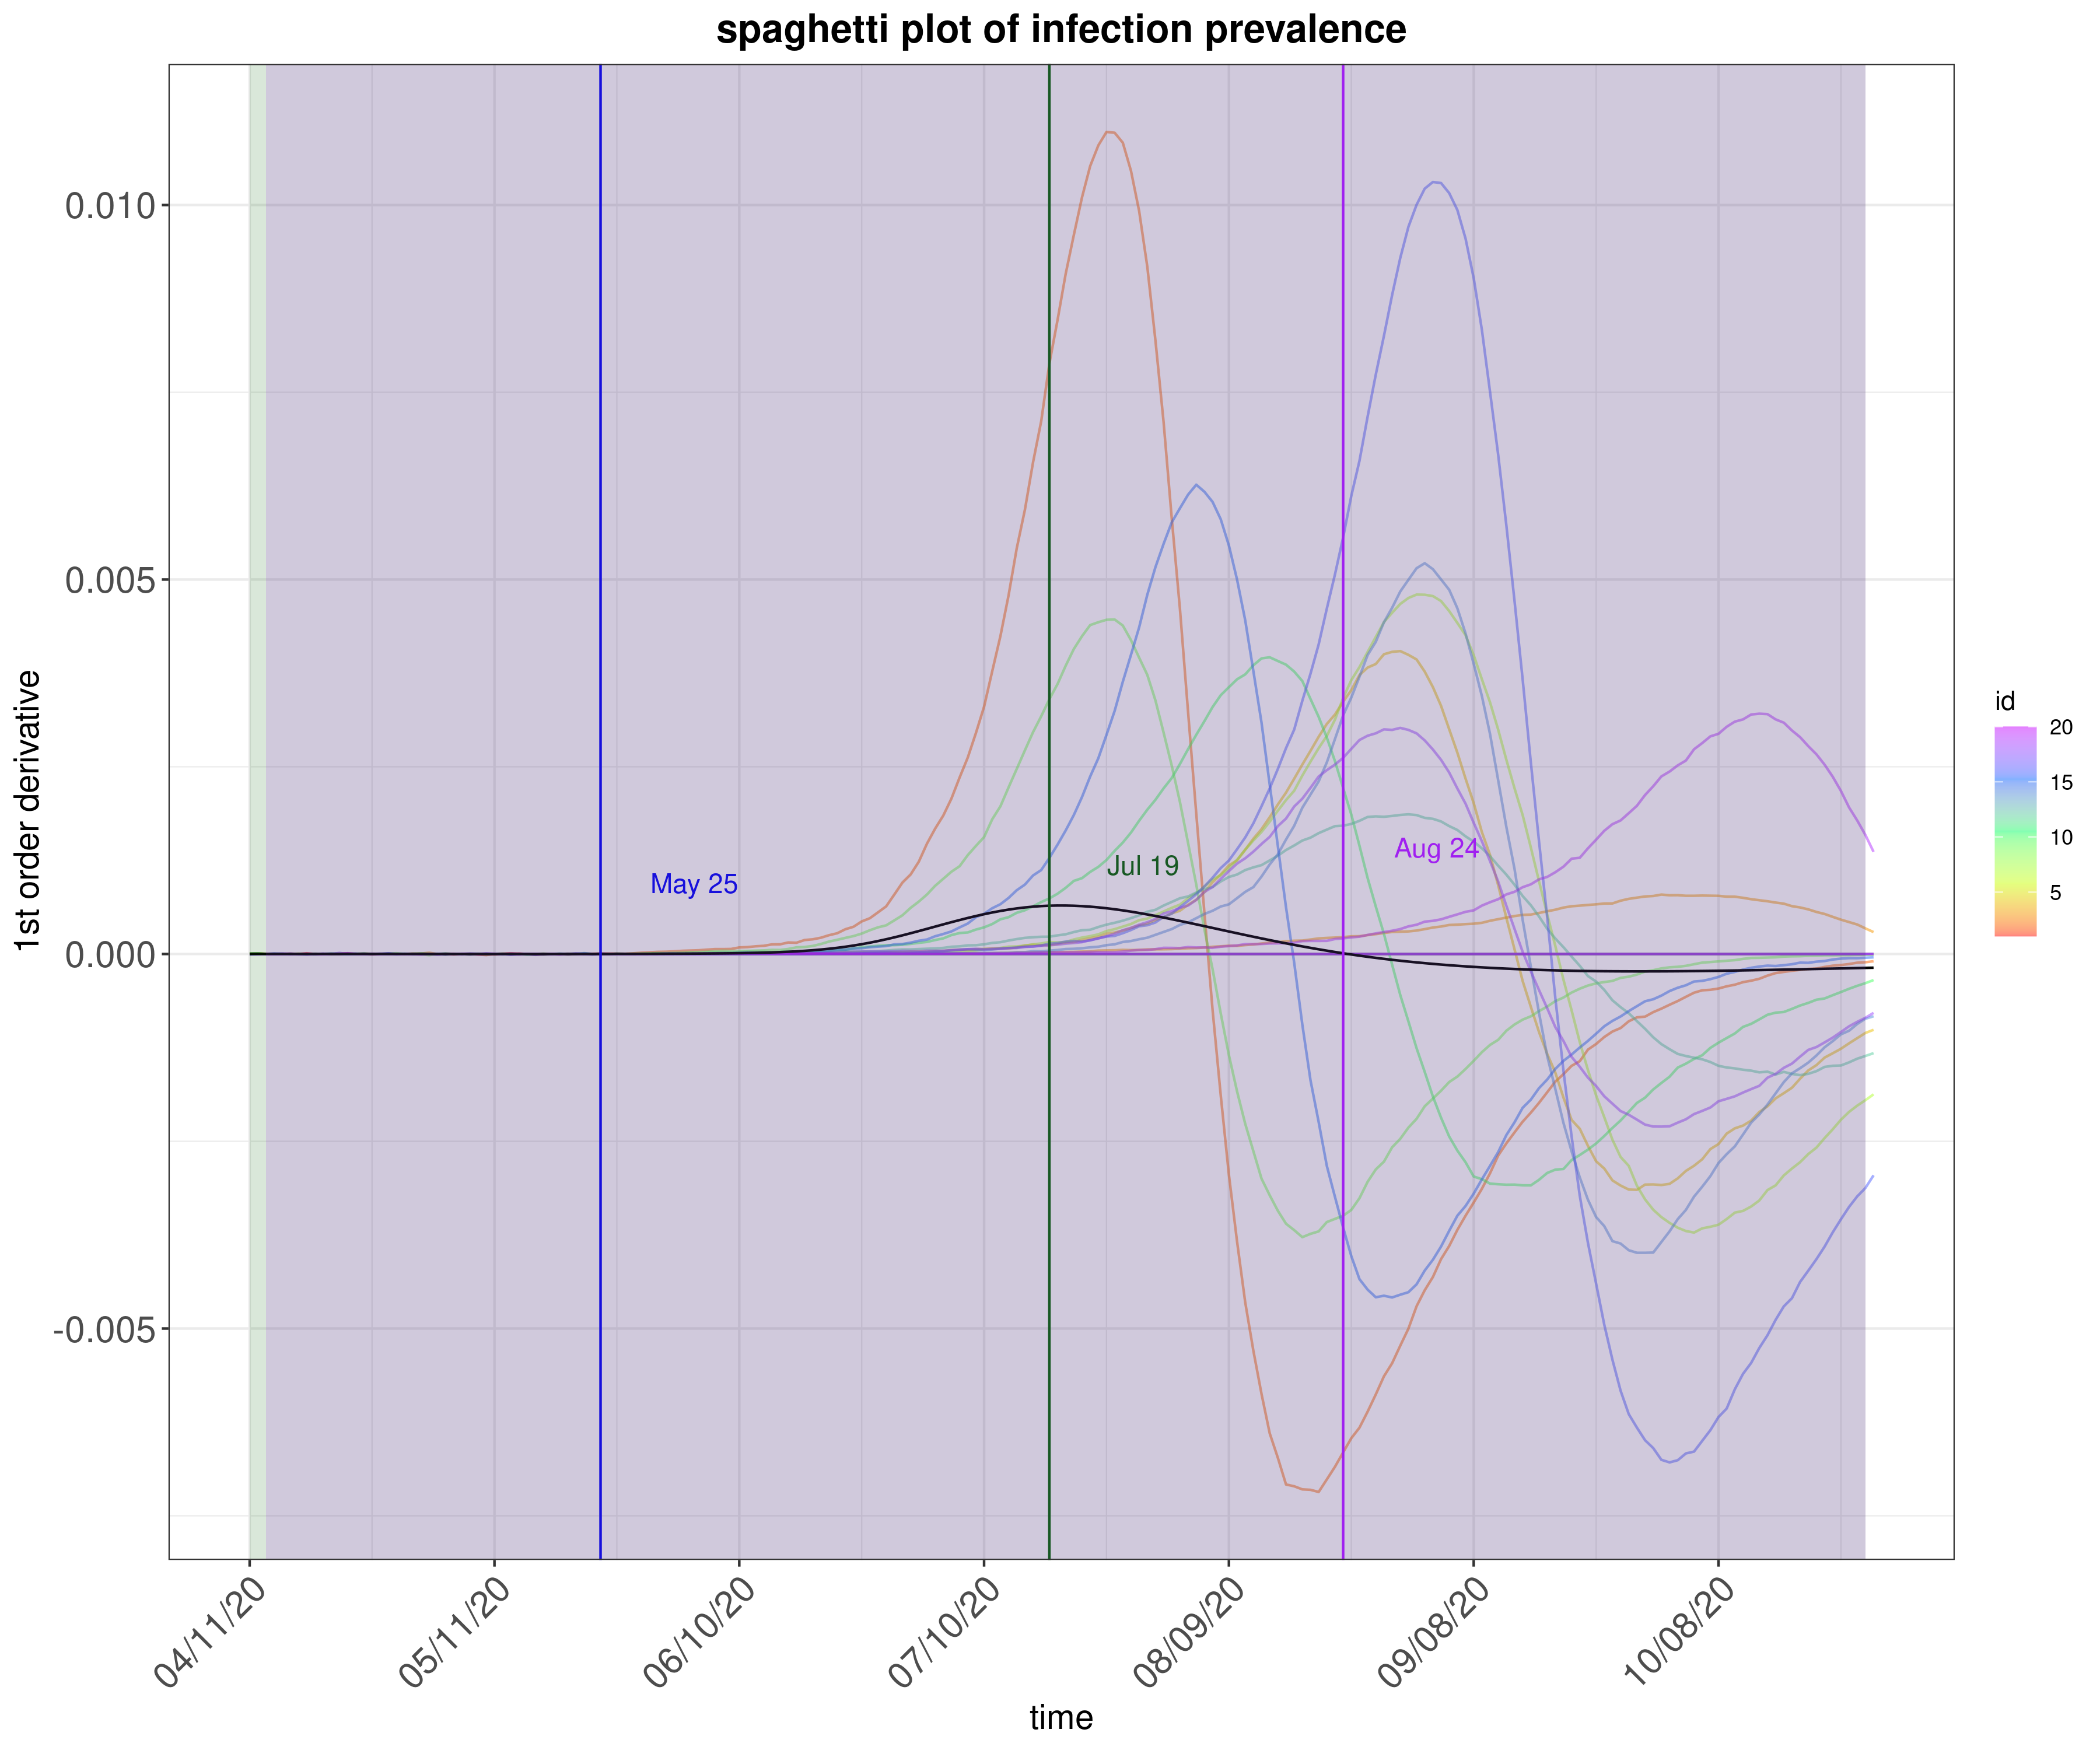 spaghetti plot of infection prevalence
1st order derivative
0.010
0.005
0.000
-0.005
May 25
Jul 19
Aug 24
04/11/20
05/11/20
06/10/20
07/10/20
08/09/20
09/08/20
10/08/20
time
id
20
15
10
5